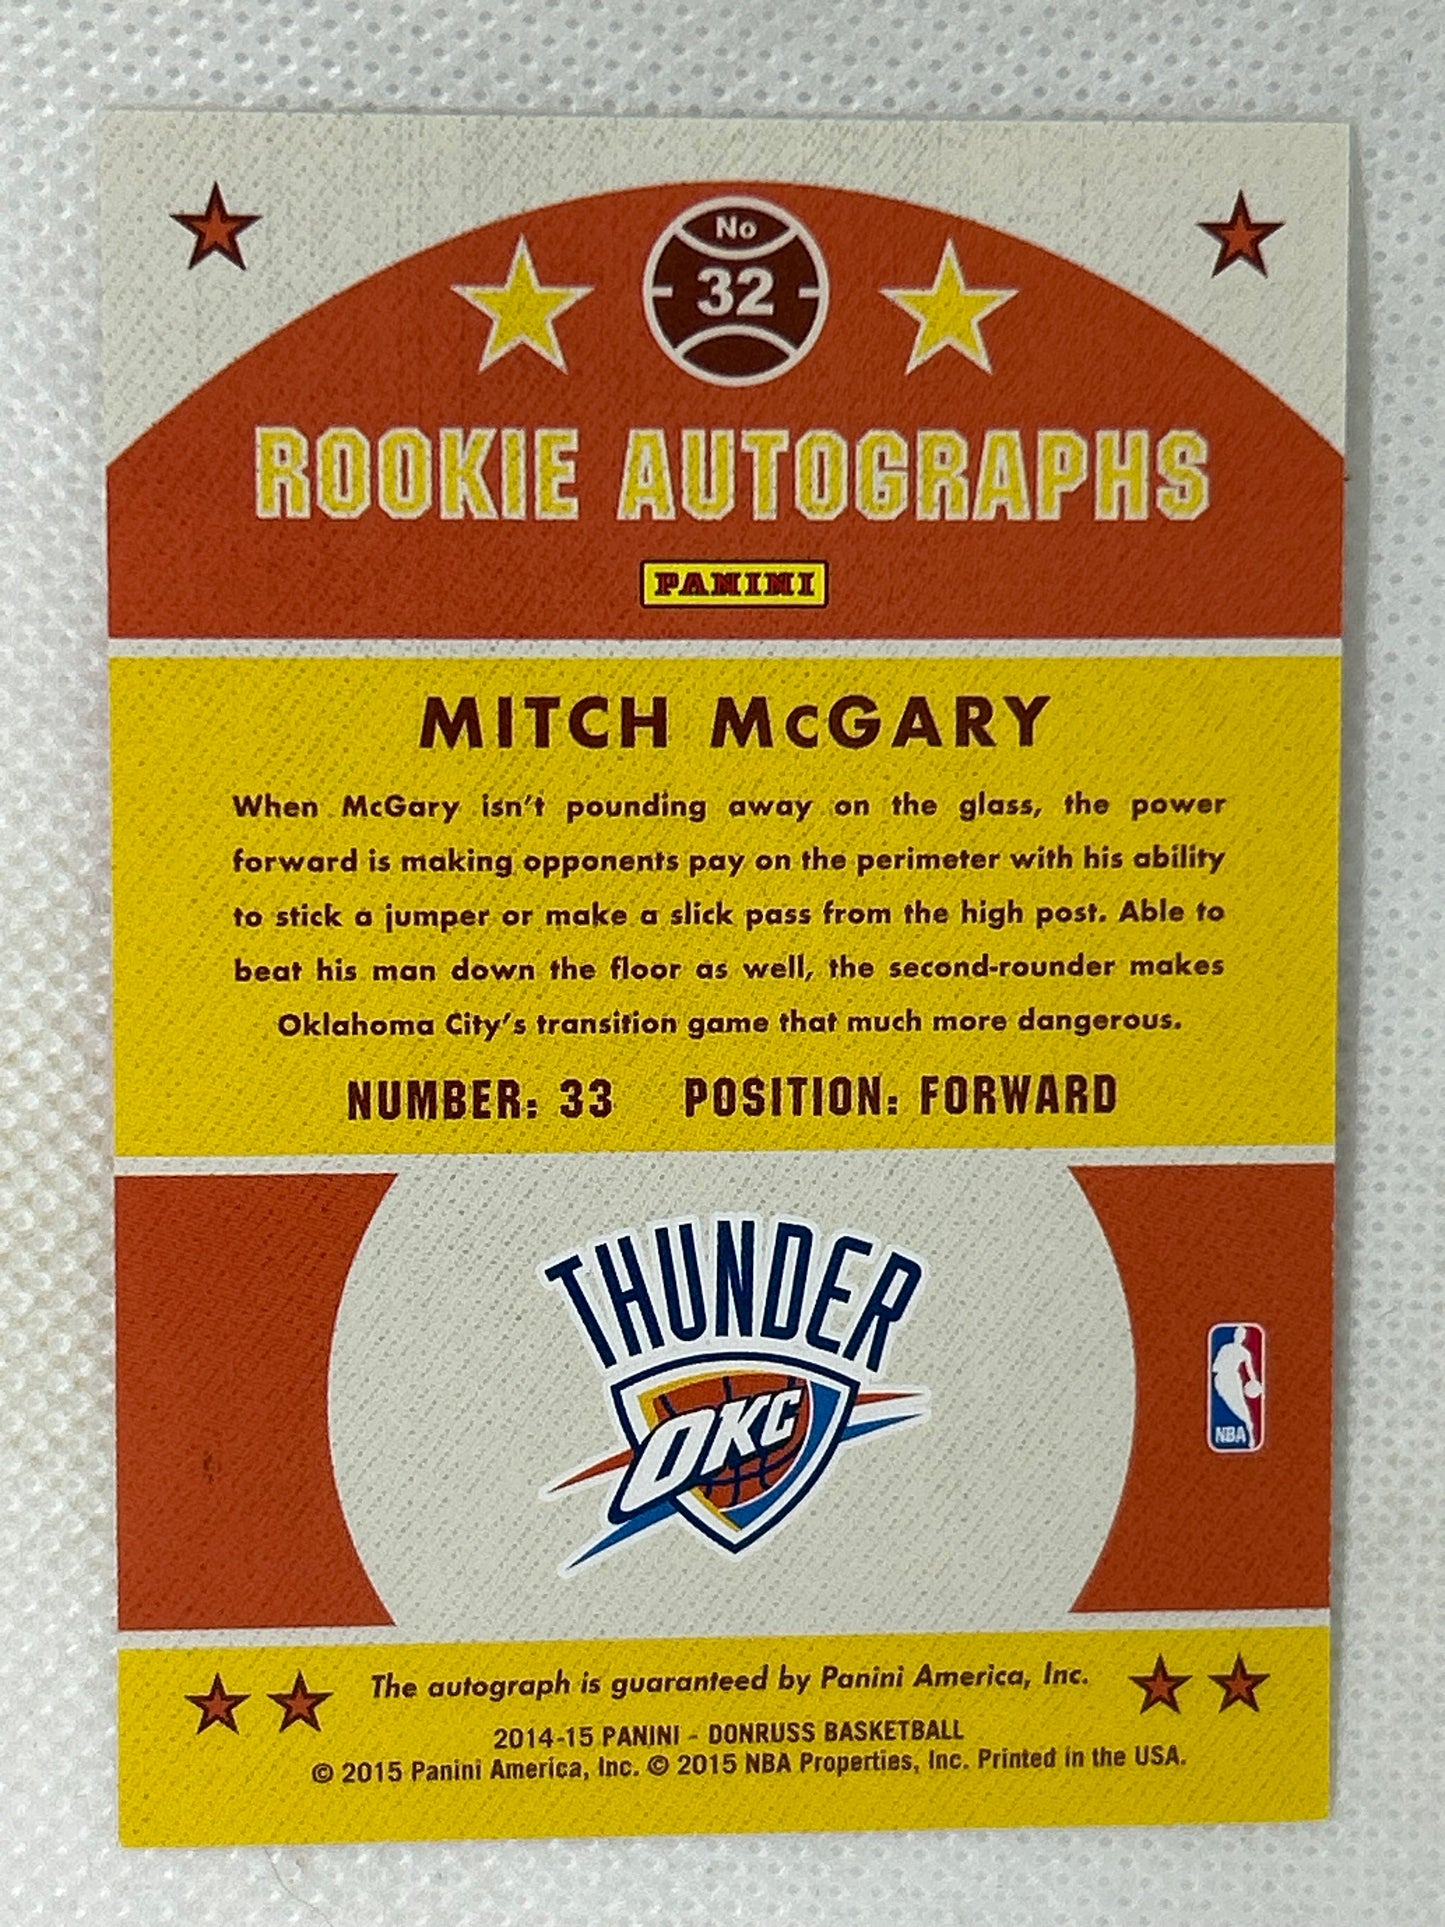 No
32
ROOKIE AUTOGRAPHS
PANINI
MITCH McGARY
When McGary isn't pounding away on the glass, the power
forward is making opponents pay on the perimeter with his ability
to stick a jumper or make a slick pass from the high post. Able to
beat his man down the floor as well, the second-rounder makes
Oklahoma City's transition game that much more dangerous.
NUMBER: 33 POSITION: FORWARD
THUNDER
OKC
NBA
The autograph is guaranteed by Panini America, Inc.
2014-15 PANINI - DONRUSS BASKETBALL
© 2015 Panini America, Inc. © 2015 NBA Properties, Inc. Printed in the USA.